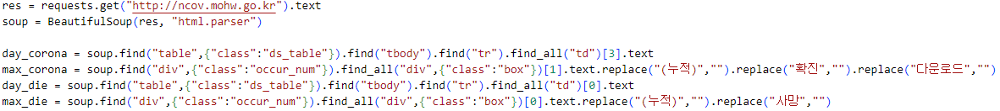 res = requests.get("http://ncov.mohw.go.kr").text
soup = BeautifulSoup(res, "html.parser")
day_corona = soup.find("table",{"class":"ds_table"}).find("tbody").find("tr").find_all("td")[3].text
max_corona = soup.find("div",{"class":"occur_num"}).find_all("div",{"class":"box"})[1].text.replace("(누적)","").replace("확진","").replace("다운로드","")
day_die = soup.find("table",{"class":"ds_table"}).find("tbody").find("tr").find_all("td")[0].text
max_die = soup.find("div",{"class":"occur_num"}).find_all("div",{"class":"box"})[0].text.replace("(누적)","").replace("사망","")